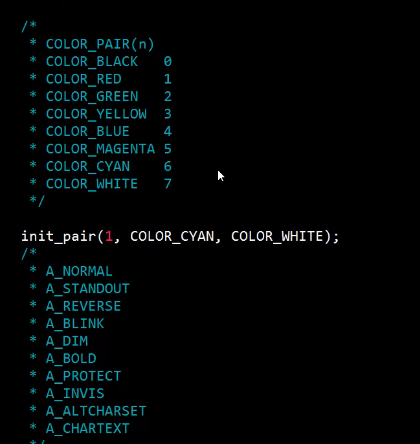 /*
 * COLOR_PAIR(n)
 * COLOR_BLACK   0
 * COLOR_RED     1
 * COLOR_GREEN   2
 * COLOR_YELLOW  3
 * COLOR_BLUE    4
 * COLOR_MAGENTA 5
 * COLOR_CYAN    6
 * COLOR_WHITE   7
 */
init_pair(1, COLOR_CYAN, COLOR_WHITE);
/*
 * A_NORMAL
 * A_STANDOUT
 * A_REVERSE
 * A_BLINK
 * A_DIM
 * A_BOLD
 * A_PROTECT
 * A_INVIS
 * A_ALTCHARSET
 * A_CHARTEXT
 */